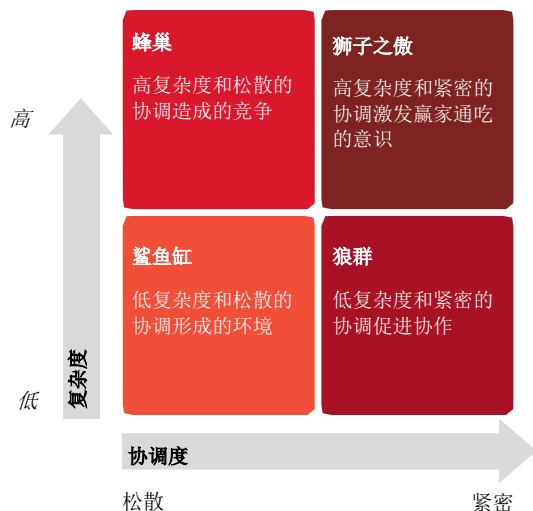 蜂巢
高复杂度和松散的
协调造成的竞争
狮子之傲
高复杂度和紧密的
协调激发赢家通吃
的意识
高
鲨鱼缸
低复杂度和松散的
协调形成的环境
狼群
低复杂度和紧密的
协调促进协作
复杂度
低
协调度
松散
紧密